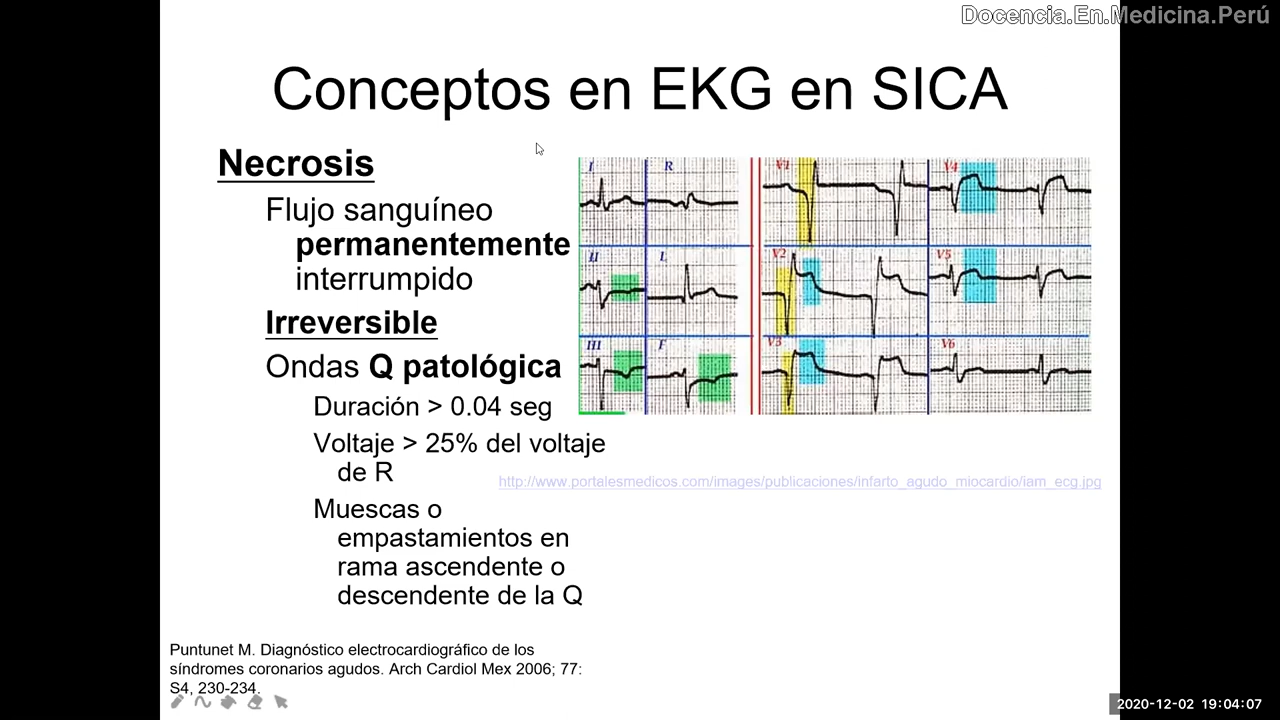 Docencia.En.Medicina.Perú
Conceptos en EKG en SICA
Necrosis
Flujo sanguíneo
permanentemente
interrumpido
Irreversible
Ondas Q patológica
Duración > 0.04 seg
Voltaje > 25% del voltaje
de R
Muescas o
empastamientos en
rama ascendente o
descendente de la Q
I
R
V1
V4
II
L
V2
V5
III
F
V3
V6
http://www.portalesmedicos.com/images/publicaciones/infarto_agudo_miocardio/iam_ecg.jpg
Puntunet M. Diagnóstico electrocardiográfico de los
síndromes coronarios agudos. Arch Cardiol Mex 2006; 77:
S4, 230-234.
2020-12-02 19:04:07